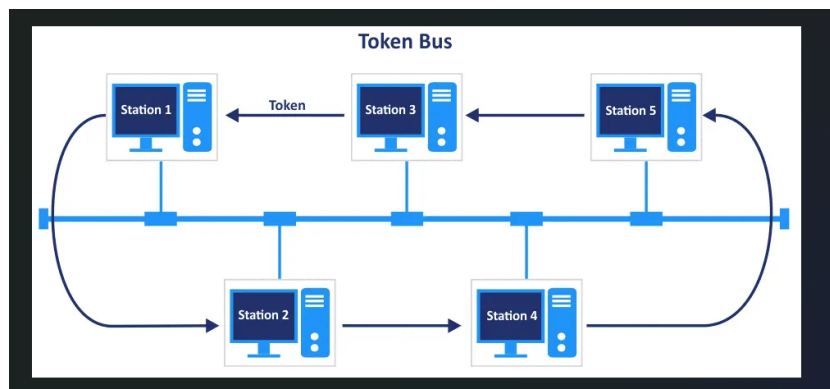 Token Bus
Station 1
Token
Station 3
Station 5
Station 2
Station 4